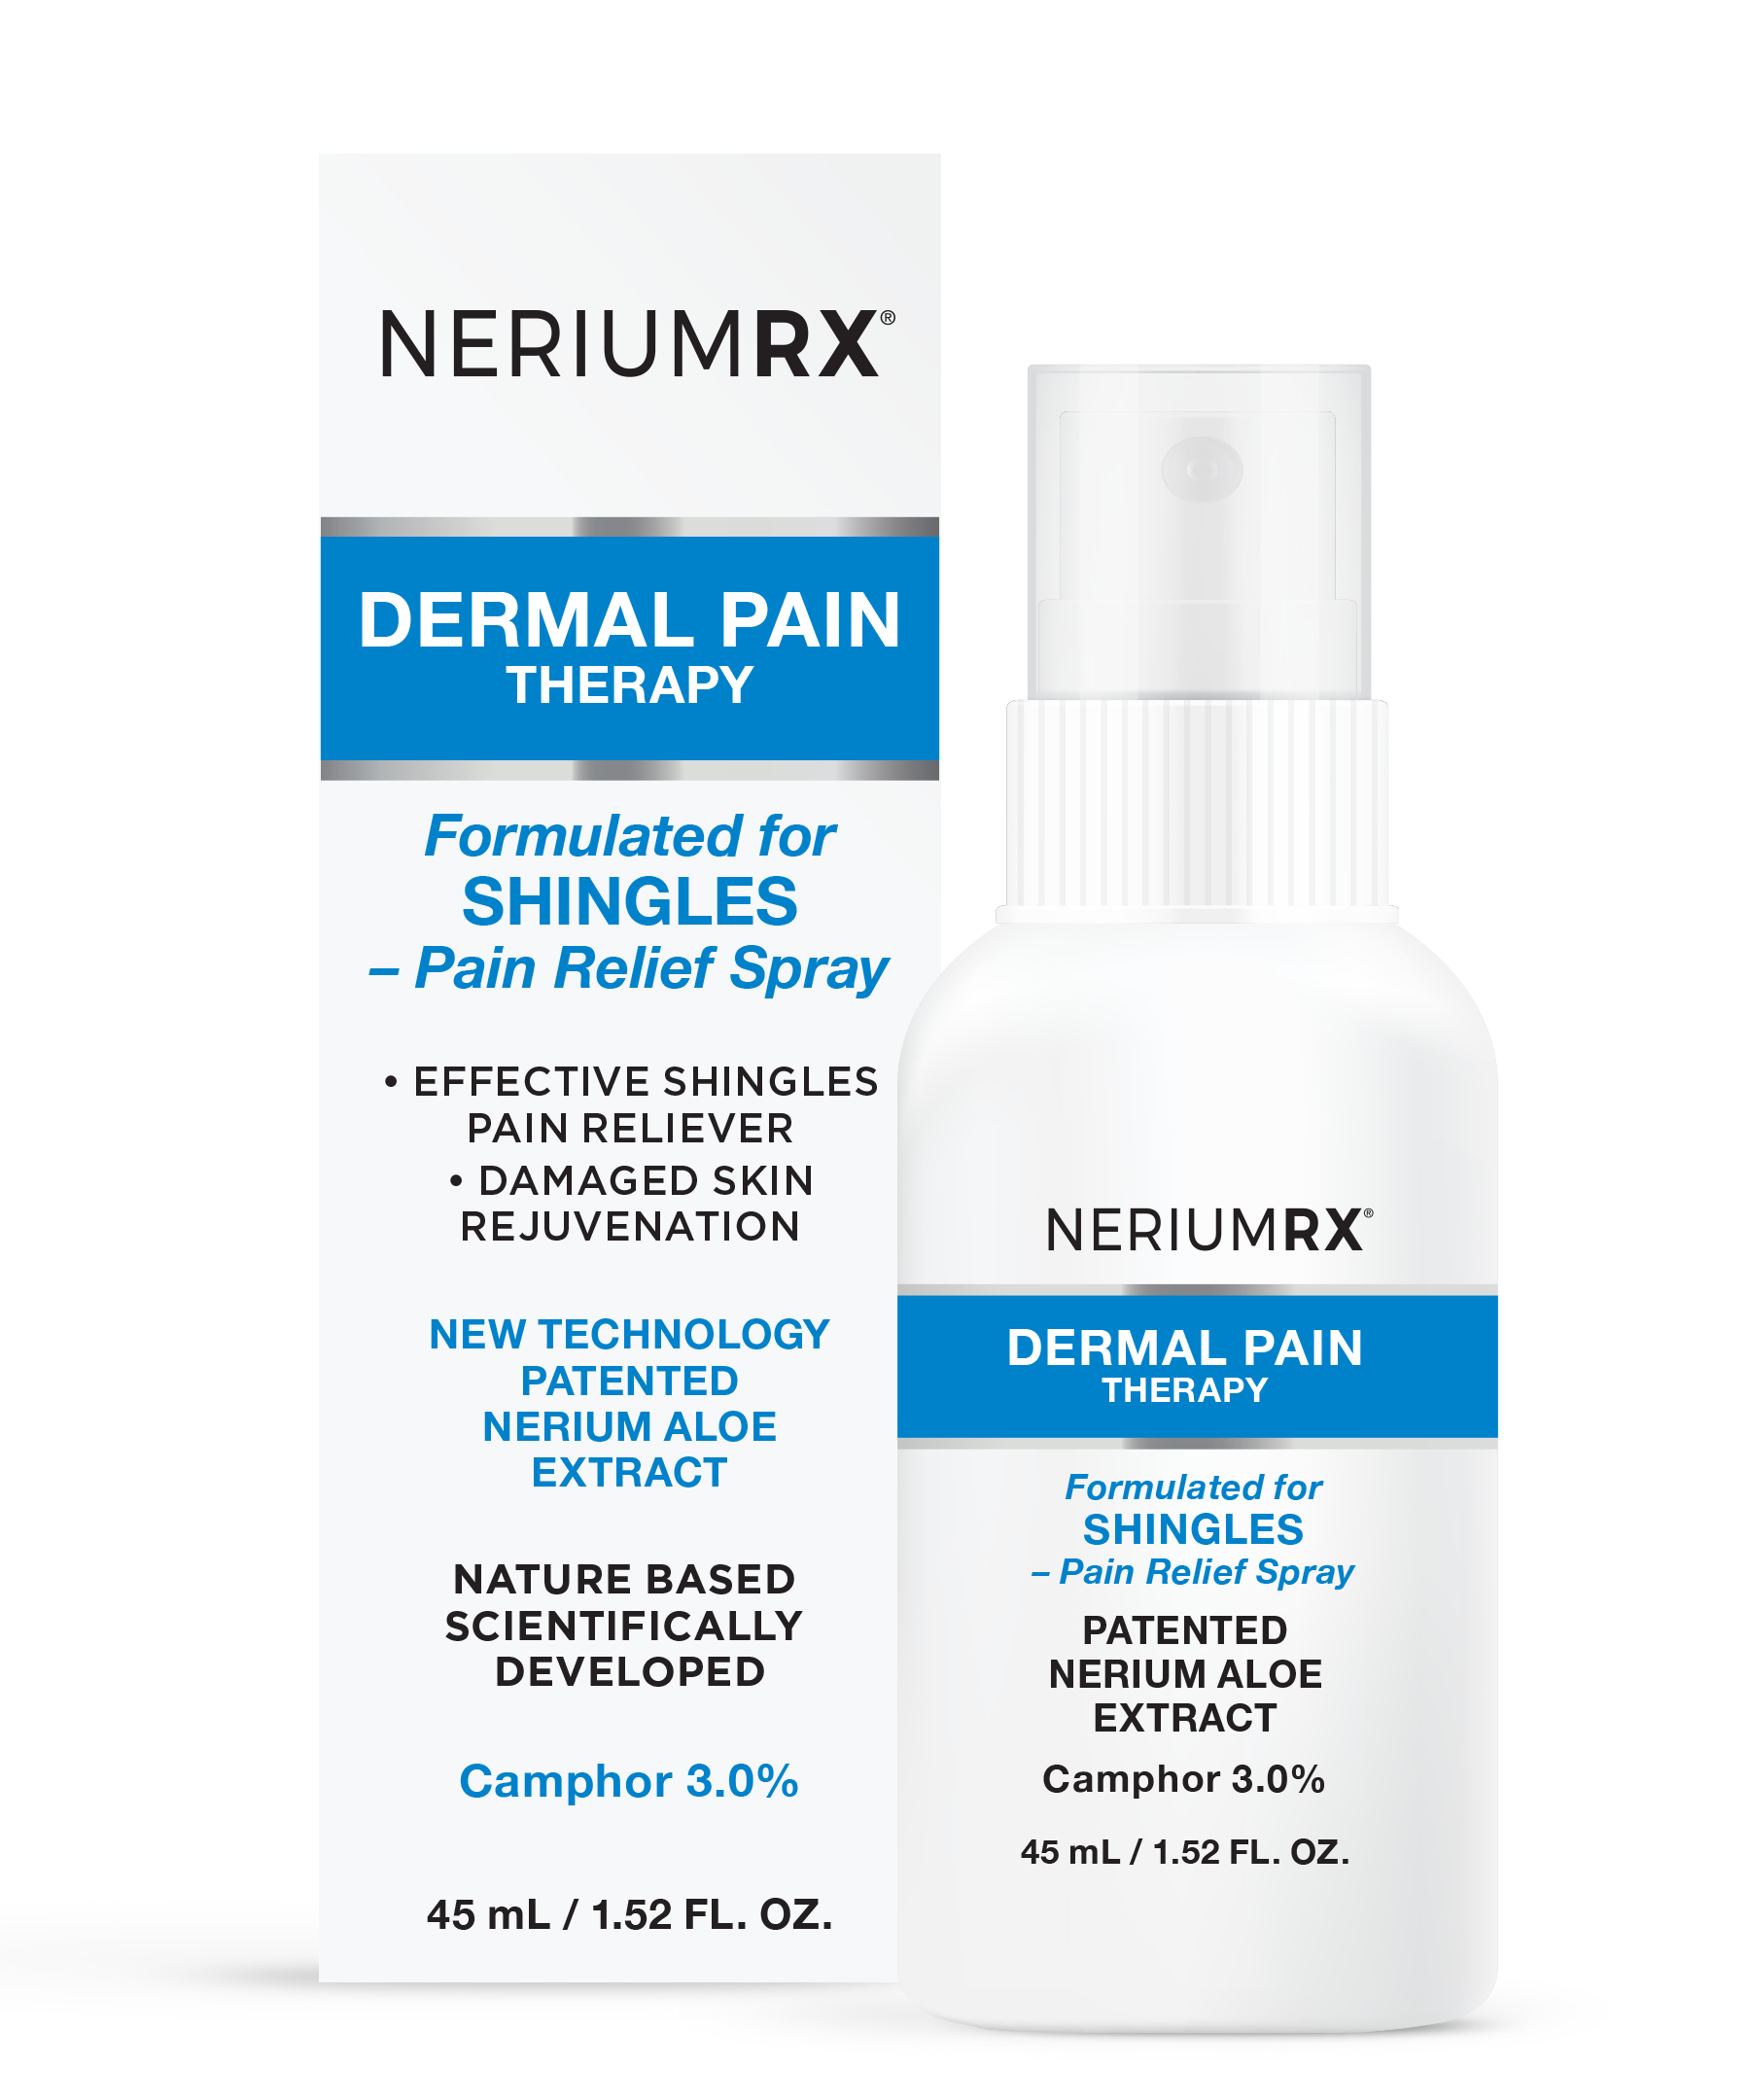 NERIUMRX®
DERMAL PAIN
THERAPY
Formulated for
SHINGLES
– Pain Relief Spray
• EFFECTIVE SHINGLES
PAIN RELIEVER
• DAMAGED SKIN
REJUVENATION
NEW TECHNOLOGY
PATENTED
NERIUM ALOE
EXTRACT
NATURE BASED
SCIENTIFICALLY
DEVELOPED
Camphor 3.0%
45 mL / 1.52 FL. OZ.
NERIUMRX®
DERMAL PAIN
THERAPY
Formulated for
SHINGLES
– Pain Relief Spray
PATENTED
NERIUM ALOE
EXTRACT
Camphor 3.0%
45 mL / 1.52 FL. OZ.